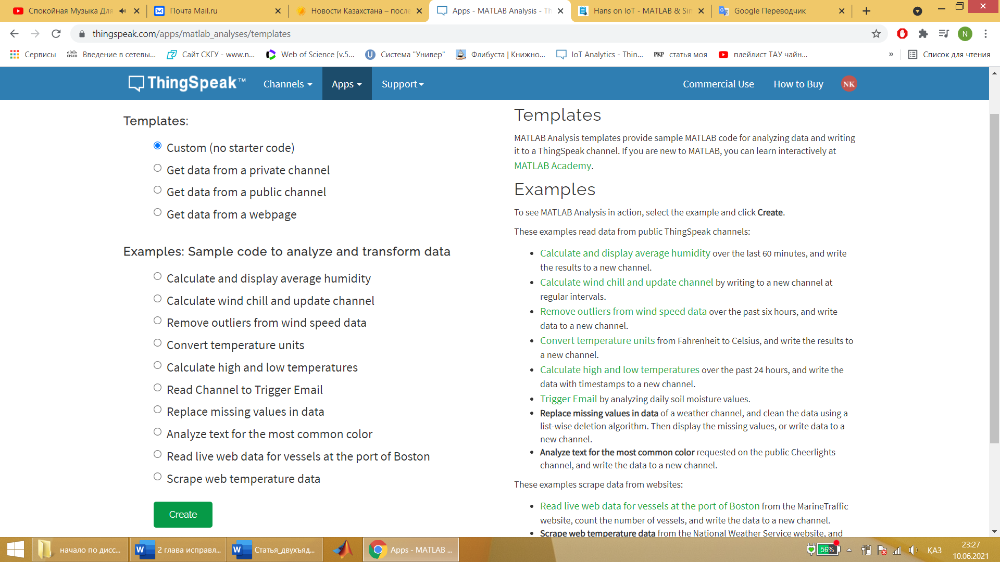 Спокойная Музыка Для
Почта Mail.ru
Новости Казахстана – после
Apps - MATLAB Analysis - Th
Hans on IoT - MATLAB & Sim
Google Переводчик
thingspeak.com/apps/matlab_analyses/templates
N
Сервисы
Введение в сетевы...
Сайт СКГУ - www.n...
Web of Science [v.5...
Система "Универ"
Флибуста | Книжно...
IoT Analytics - Thin...
РКР статья моя
плейлист ТАУ чайн...
»
Список для чтения
ThingSpeak™
Channels
Apps
Support
Commercial Use
How to Buy
NK
Templates:
Custom (no starter code)
Get data from a private channel
Get data from a public channel
Get data from a webpage
Examples: Sample code to analyze and transform data
Calculate and display average humidity
Calculate wind chill and update channel
Remove outliers from wind speed data
Convert temperature units
Calculate high and low temperatures
Read Channel to Trigger Email
Replace missing values in data
Analyze text for the most common color
Read live web data for vessels at the port of Boston
Scrape web temperature data
Create
Templates
MATLAB Analysis templates provide sample MATLAB code for analyzing data and writing
it to a ThingSpeak channel. If you are new to MATLAB, you can learn interactively at
MATLAB Academy.
Examples
To see MATLAB Analysis in action, select the example and click Create.
These examples read data from public ThingSpeak channels:
• Calculate and display average humidity over the last 60 minutes, and write
the results to a new channel.
• Calculate wind chill and update channel by writing to a new channel at
regular intervals.
• Remove outliers from wind speed data over the past six hours, and write
data to a new channel.
• Convert temperature units from Fahrenheit to Celsius, and write the results to
a new channel.
• Calculate high and low temperatures over the past 24 hours, and write the
data with timestamps to a new channel.
• Trigger Email by analyzing daily soil moisture values.
• Replace missing values in data of a weather channel, and clean the data using a
list-wise deletion algorithm. Then display the missing values, or write data to a
new channel.
• Analyze text for the most common color requested on the public Cheerlights
channel, and write the data to a new channel.
These examples scrape data from websites:
• Read live web data for vessels at the port of Boston from the MarineTraffic
website, count the number of vessels, and write the data to a new channel.
• Scrape web temperature data from the National Weather Service website, and
начало по дисс...
2 глава исправл...
Статья_двухъяд...
Apps - MATLAB ...
56%
ҚАЗ
23:27
10.06.2021